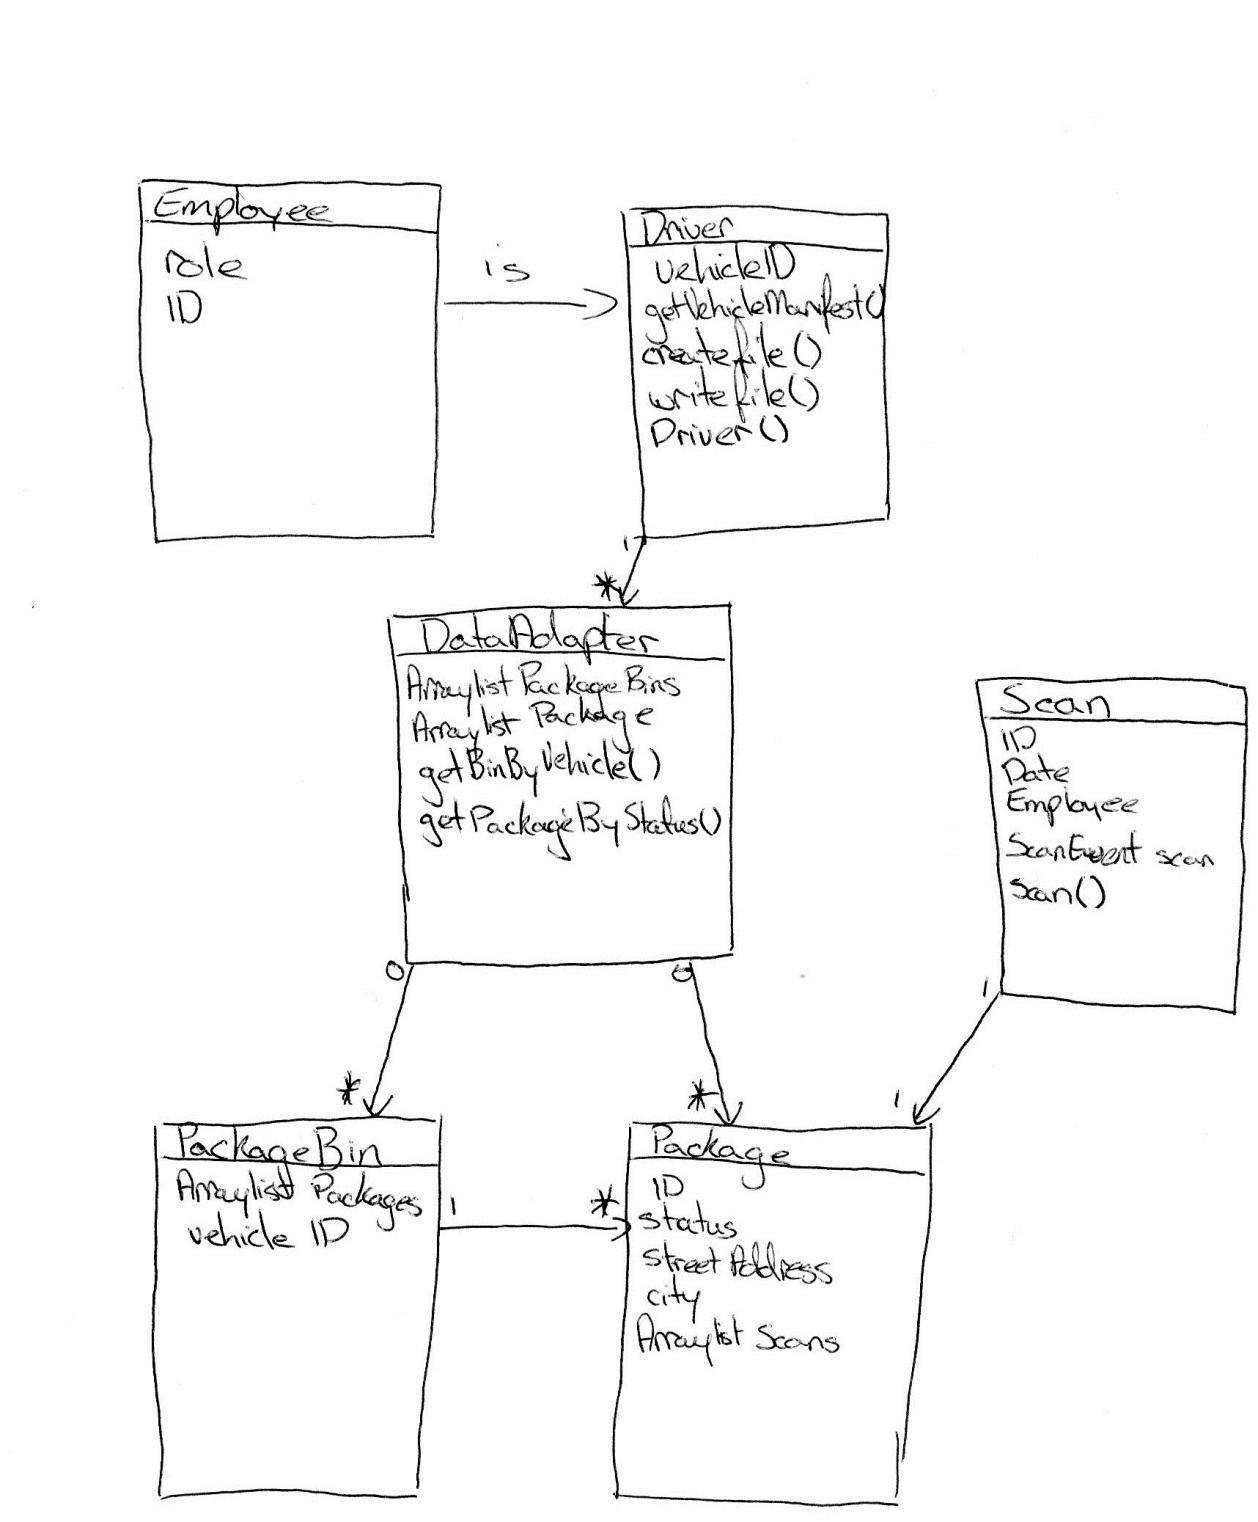 Employee
role
ID
is
Driver
vehicleID
getVehicleManifest()
createfile()
writefile()
Driver()
1
*
DataAdapter
Arraylist PackageBins
Arraylist Package
getBinByVehicle()
getPackageByStatus()
0
0
*
*
Scan
ID
Date
Employee
ScanEvent scan
scan()
1
1
PackageBin
Arraylist Packages
vehicle ID
1
*
Package
ID
status
streetAddress
city
Arraylist Scans